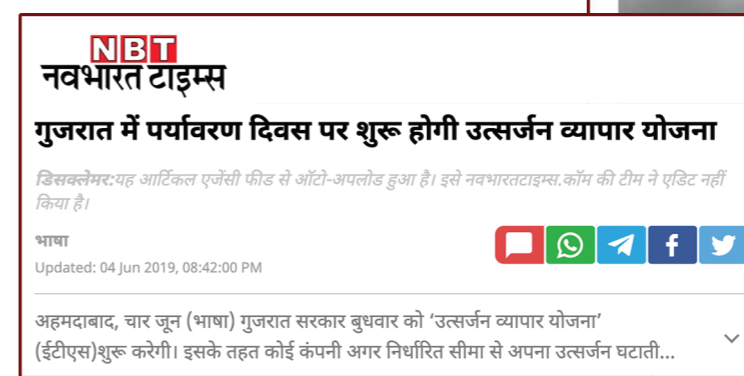 NBT
नवभारत टाइम्स
गुजरात में पर्यावरण दिवस पर शुरू होगी उत्सर्जन व्यापार योजना
डिसक्लेमर:यह आर्टिकल एजेंसी फीड से ऑटो-अपलोड हुआ है। इसे नवभारतटाइम्स.कॉम की टीम ने एडिट नहीं
किया है।
भाषा
Updated: 04 Jun 2019, 08:42:00 PM
अहमदाबाद, चार जून (भाषा) गुजरात सरकार बुधवार को ‘उत्सर्जन व्यापार योजना’
(ईटीएस)शुरू करेगी। इसके तहत कोई कंपनी अगर निर्धारित सीमा से अपना उत्सर्जन घटाती...